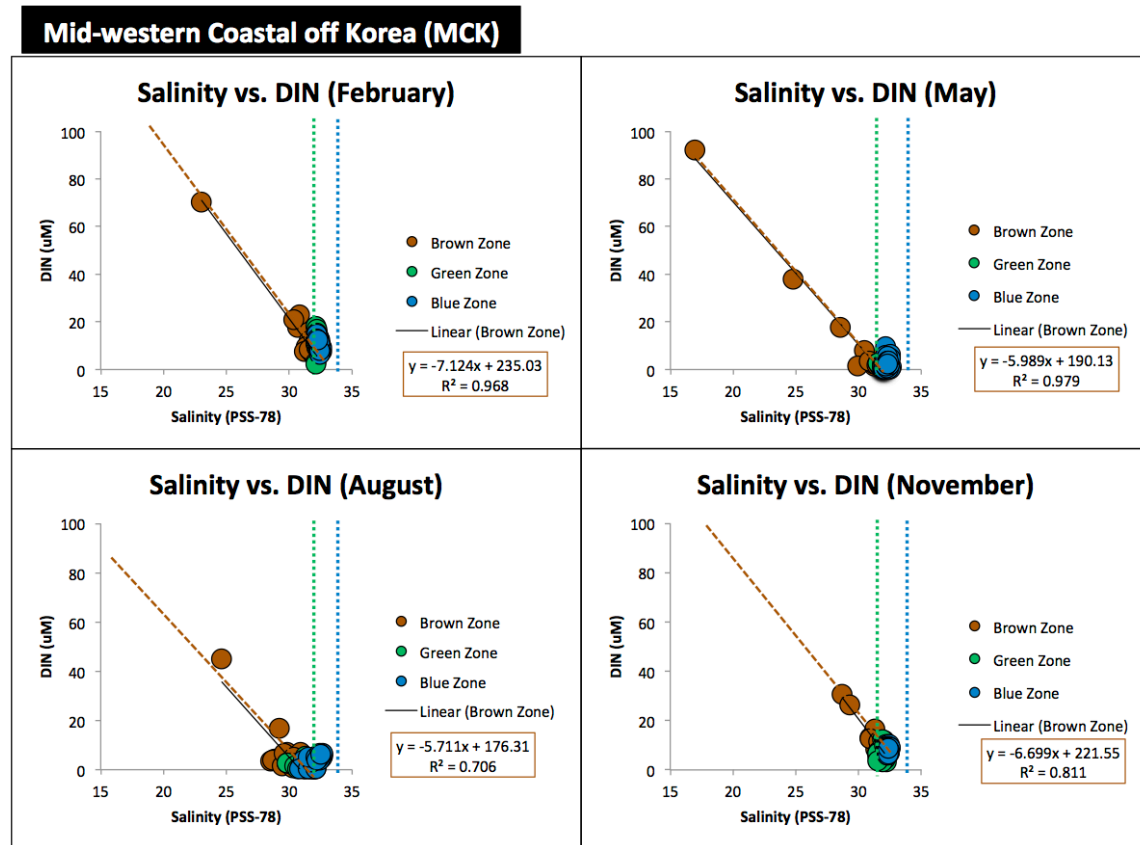 Mid-western Coastal off Korea (MCK)
Salinity vs. DIN (February)
100
80
60
40
20
0
DIN (uM)
15 20 25 30 35
Salinity (PSS-78)
Brown Zone
Green Zone
Blue Zone
Linear (Brown Zone)
y = -7.124x + 235.03
R² = 0.968
Salinity vs. DIN (May)
100
80
60
40
20
0
DIN (uM)
15 20 25 30 35
Salinity (PSS-78)
Brown Zone
Green Zone
Blue Zone
Linear (Brown Zone)
y = -5.989x + 190.13
R² = 0.979
Salinity vs. DIN (August)
100
80
60
40
20
0
DIN (uM)
15 20 25 30 35
Salinity (PSS-78)
Brown Zone
Green Zone
Blue Zone
Linear (Brown Zone)
y = -5.711x + 176.31
R² = 0.706
Salinity vs. DIN (November)
100
80
60
40
20
0
DIN (uM)
15 20 25 30 35
Salinity (PSS-78)
Brown Zone
Green Zone
Blue Zone
Linear (Brown Zone)
y = -6.699x + 221.55
R² = 0.811